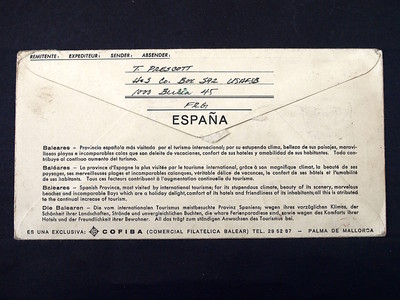 REMITENTE: EXPEDITEUR: SENDER: ABSENDER:
T. PRESCOTT
H&S Co. Box 592 USAFSB
1000 Berlin 45
F.R.G.
ESPAÑA
Baleares - Provincia española más visitada por el turismo internacional; por su estupendo clima, belleza de sus paisajes, maravillosas playas e incomparables calas que son deleite de vacaciones, confort de sus hoteles y amabilidad de sus habitantes. Todo contribuye al continuo aumento del turismo.
Baleares - La province d'Espagne la plus visitée par le tourisme international, grâce à son magnifique climat, la beauté de ses paysages, ses merveilleuses plages et incomparables calanques, véritable délice de vacances, le confort de ses hôtels et l'amabilité de ses habitants. Tous ces facteurs contribuent à l'augmentation continuelle du tourisme.
Baleares - Spanish Province, most visited by international tourism; for its stupendous climate, beauty of its scenery, marvelous beaches and incomparable Bays which are a holiday delight, comfort of its hotels and friendliness of its inhabitants, all this is attributed to the continual increase of tourism.
Die Balearen - Die vom internationalen Tourismus meistbesuchte Provinz Spaniens; wegen ihres vorzüglichen Klimas, der Schönheit ihrer Landschaften, Strände und unvergleichlichen Buchten, die wahre Ferienparadiese sind, sowie wegen des Komforts ihrer Hotels und der Freundlichkeit ihrer Bewohner. All dies trägt zum ständigen Anwachsen des Tourismus bei.
ES UNA EXCLUSIVA: COFIBA (COMERCIAL FILATELICA BALEAR) TEL. 29 52 87 - PALMA DE MALLORCA